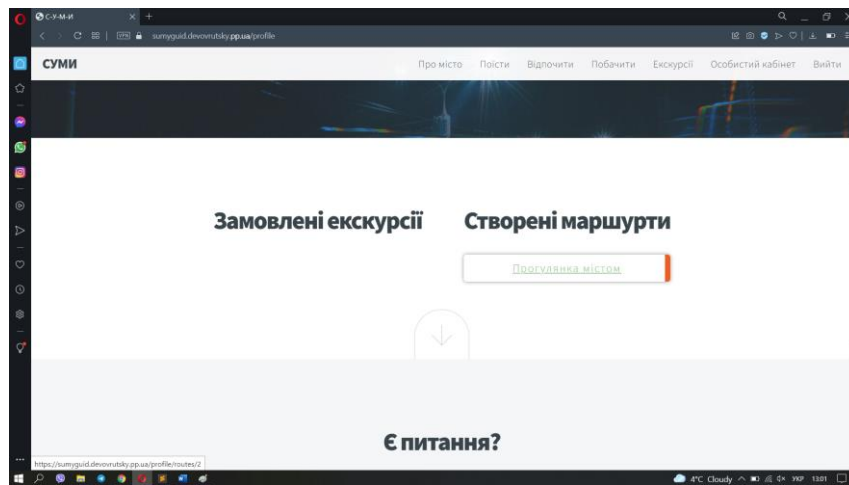 С-У-М-И
VPN sumyguid.devovrutsky.pp.ua/profile
СУМИ Про місто Поїсти Відпочити Побачити Екскурсії Особистий кабінет Вийти
Замовлені екскурсії Створені маршурти
Прогулянка містом
Є питання?
https://sumyguid.devovrutsky.pp.ua/profile/routes/2
4°C Cloudy УКР 13:01